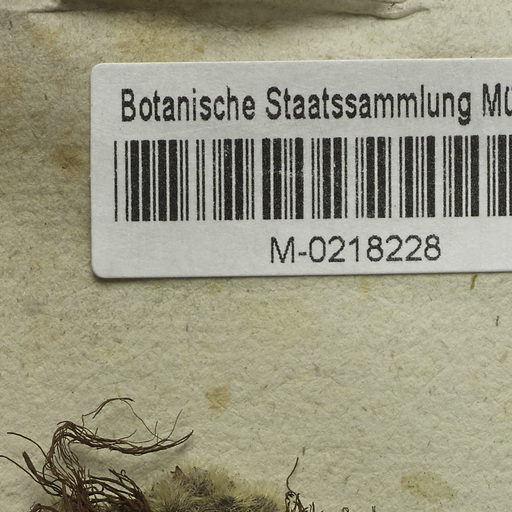 Botanische Staatssammlung Mü
M-0218228